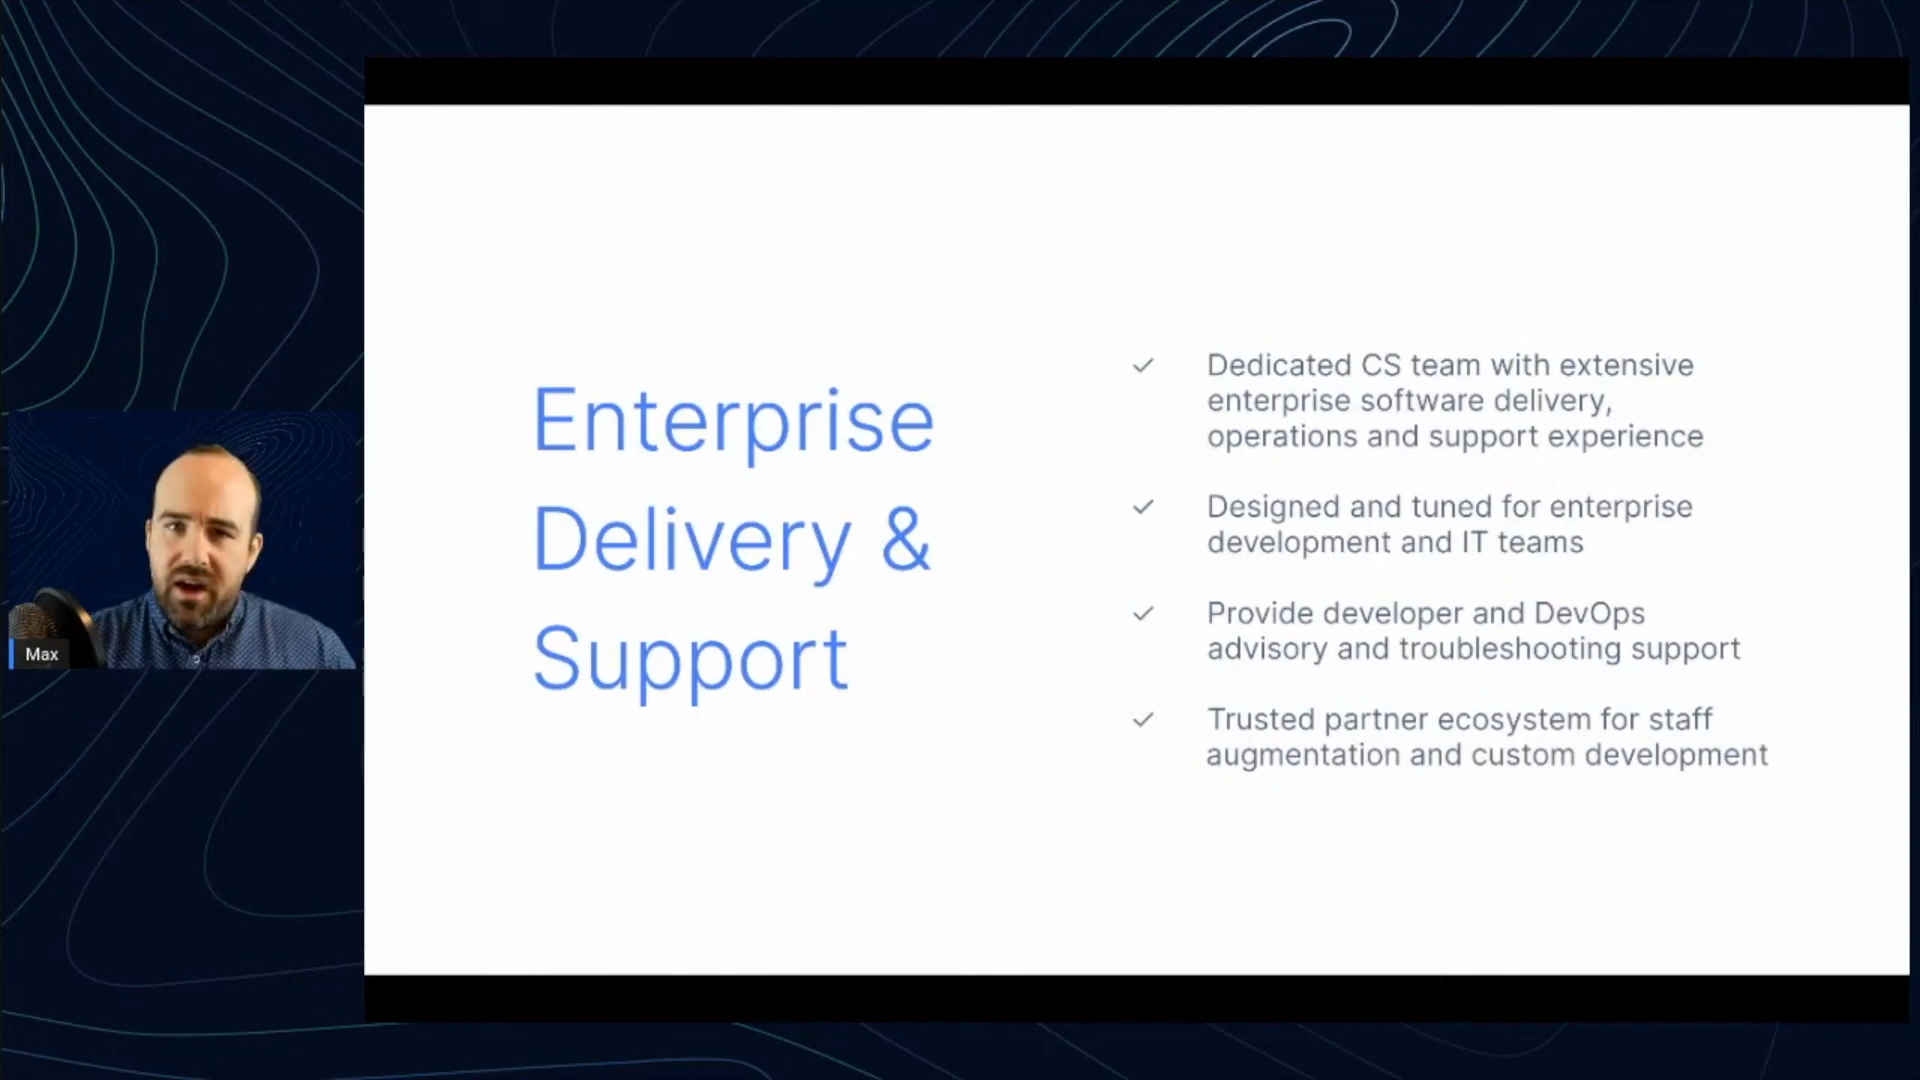 Enterprise
Delivery &
Support
Dedicated CS team with extensive
enterprise software delivery,
operations and support experience
Designed and tuned for enterprise
development and IT teams
Provide developer and DevOps
advisory and troubleshooting support
Trusted partner ecosystem for staff
augmentation and custom development
Max